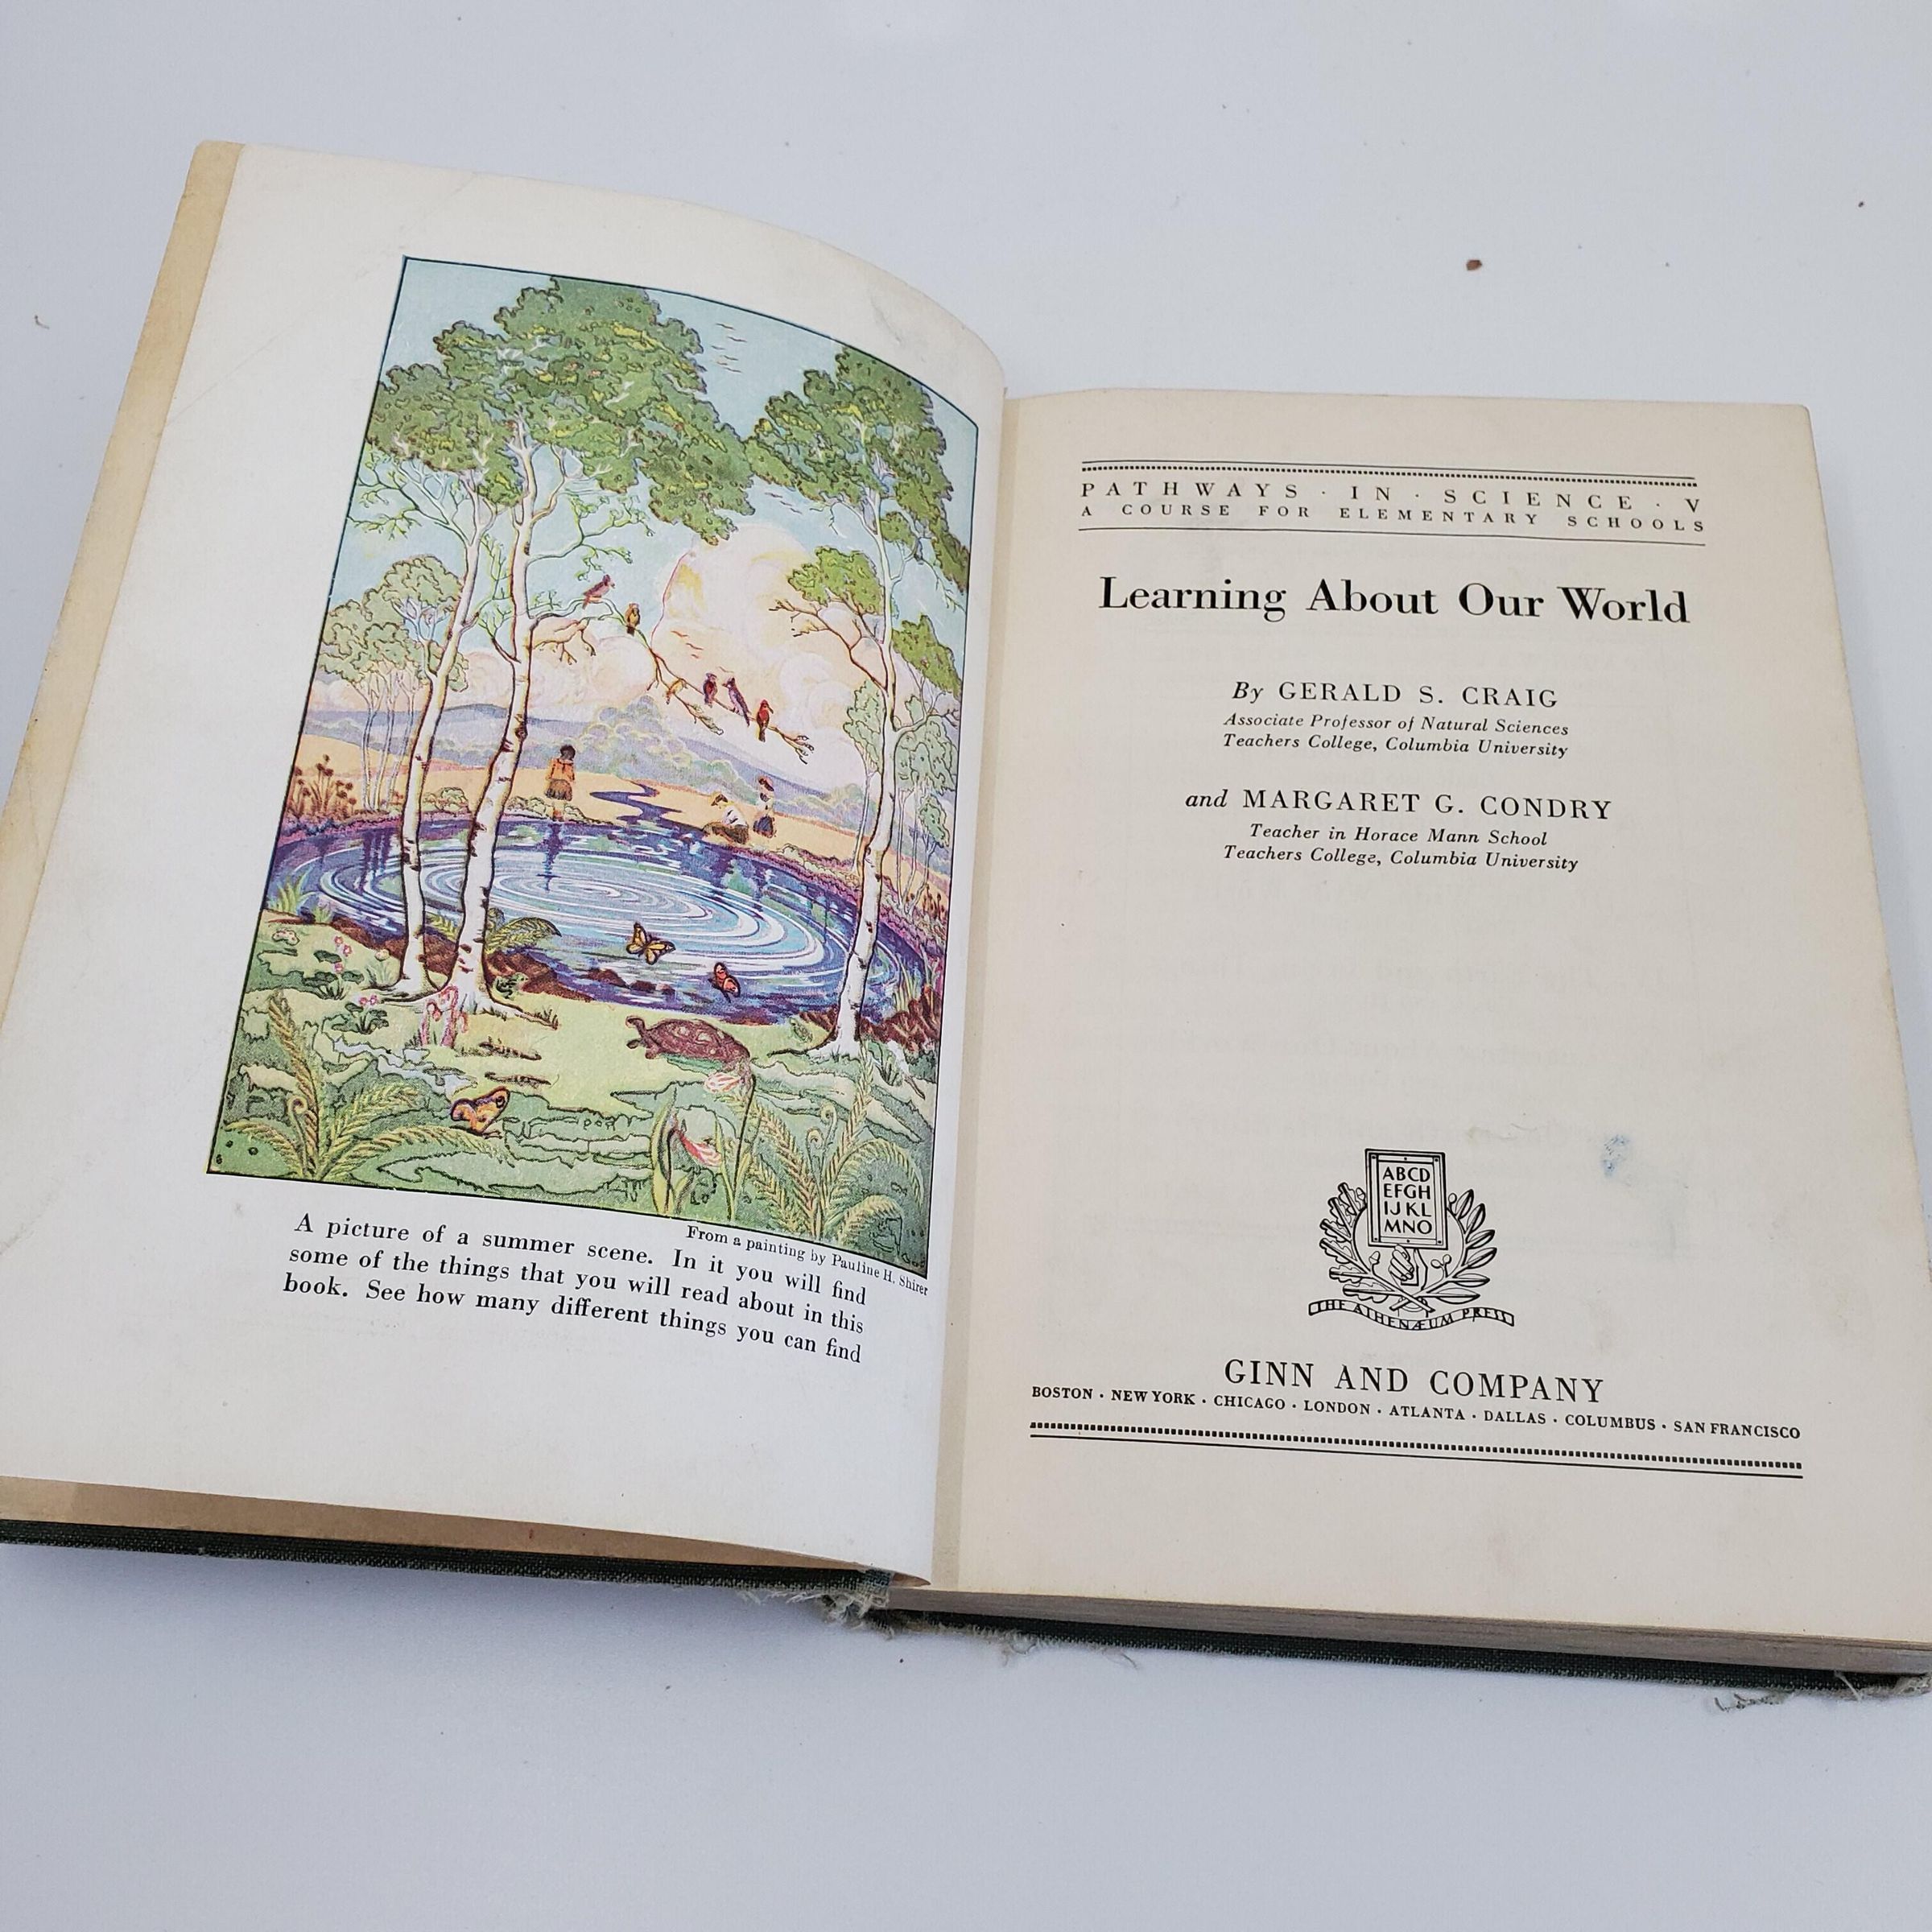 From a painting by Pauline H. Shirer
A picture of a summer scene. In it you will find
some of the things that you will read about in this
book. See how many different things you can find
PATHWAYS · IN · SCIENCE · V
A COURSE FOR ELEMENTARY SCHOOLS
Learning About Our World
By GERALD S. CRAIG
Associate Professor of Natural Sciences
Teachers College, Columbia University
and MARGARET G. CONDRY
Teacher in Horace Mann School
Teachers College, Columbia University
ABCD
EFGH
IJKL
MNO
THE ATHENÆUM PRESS
GINN AND COMPANY
BOSTON · NEW YORK · CHICAGO · LONDON · ATLANTA · DALLAS · COLUMBUS · SAN FRANCISCO